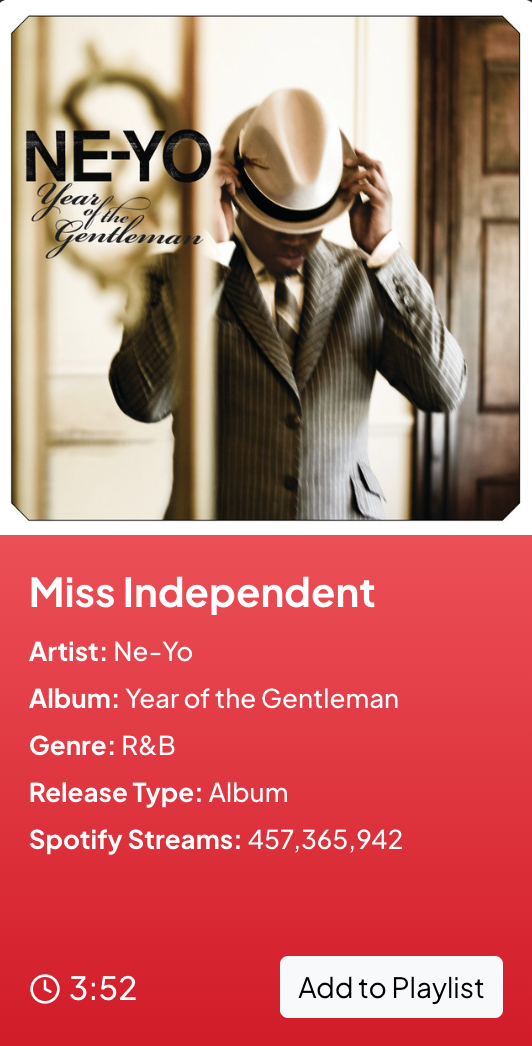 NE-YO
Year
of the
Gentleman
Miss Independent
Artist: Ne-Yo
Album: Year of the Gentleman
Genre: R&B
Release Type: Album
Spotify Streams: 457,365,942
3:52
Add to Playlist